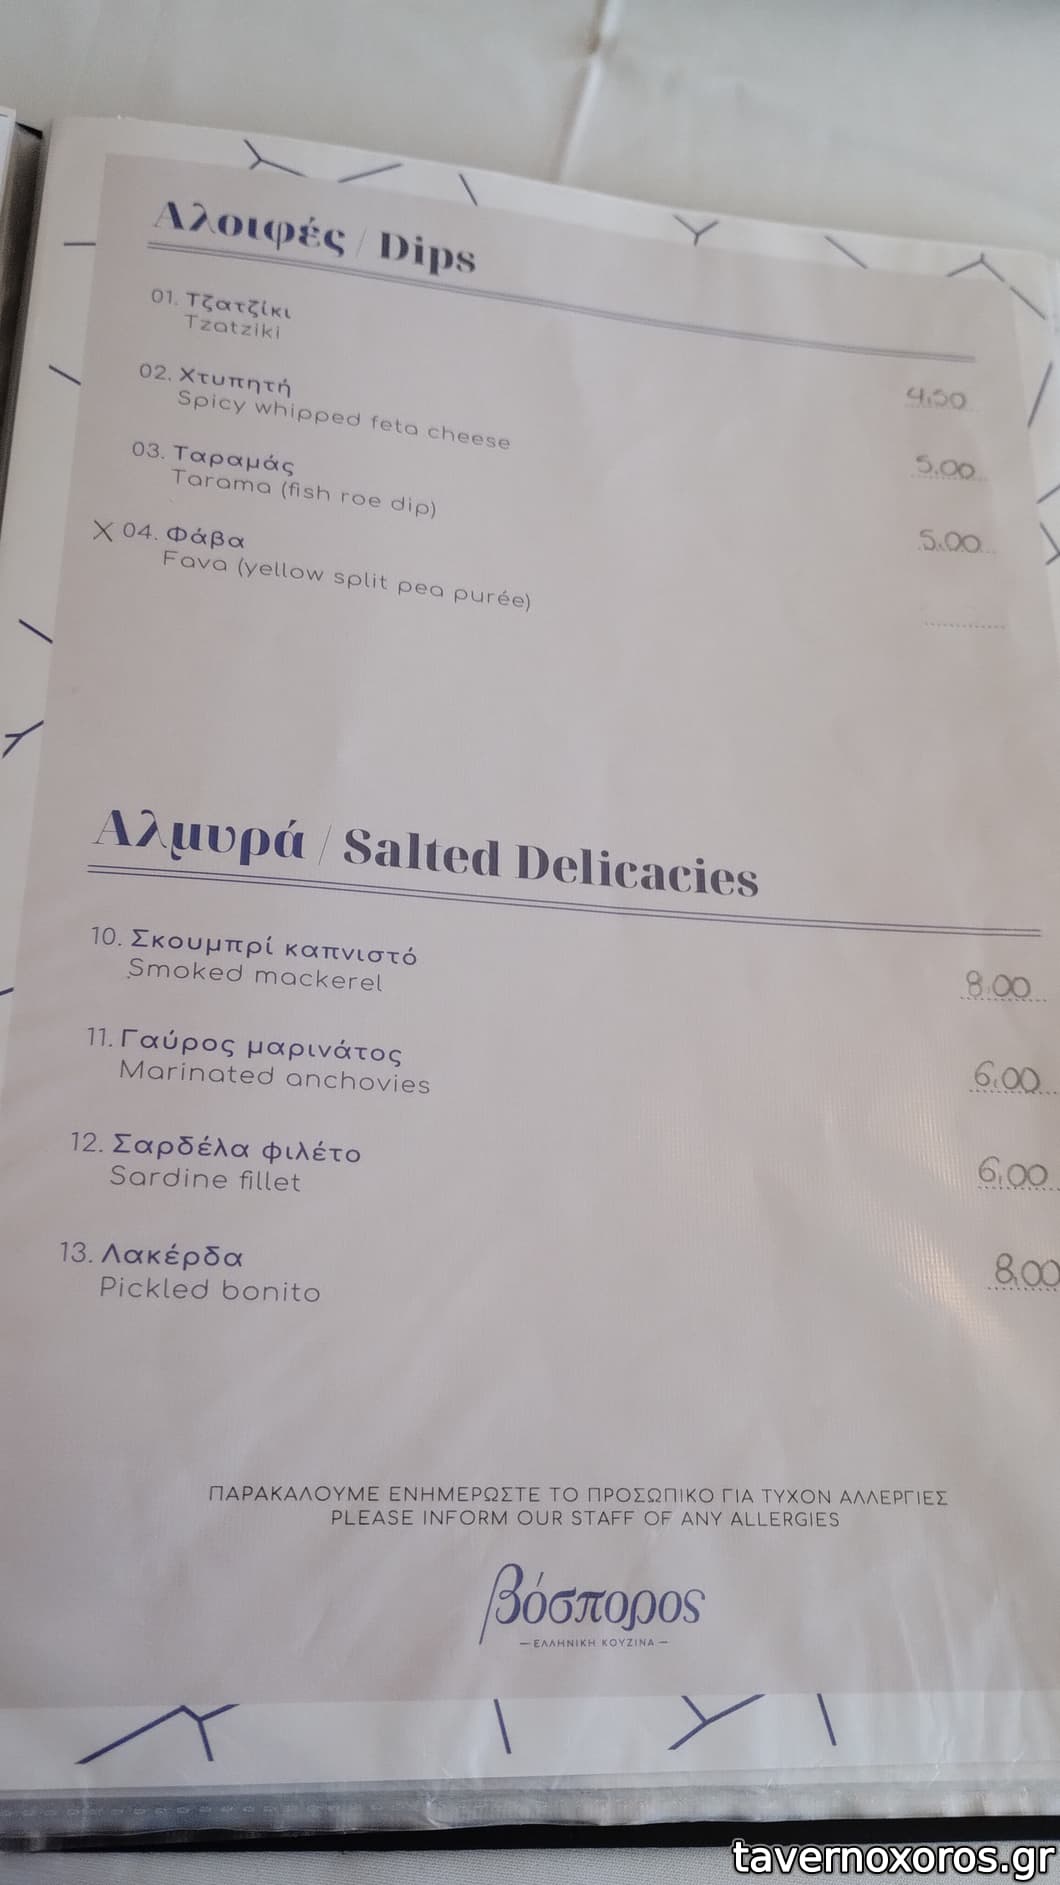 Αλοιφές / Dips
01. Τζατζίκι
Tzatziki
4.50
02. Χτυπητή
Spicy whipped feta cheese
5.00
03. Ταραμάς
Tarama (fish roe dip)
5.00
X 04. Φάβα
Fava (yellow split pea purée)
Αλμυρά / Salted Delicacies
10. Σκουμπρί καπνιστό
Smoked mackerel
8.00
11. Γαύρος μαρινάτος
Marinated anchovies
6.00
12. Σαρδέλα φιλέτο
Sardine fillet
6.00
13. Λακέρδα
Pickled bonito
8.00
ΠΑΡΑΚΑΛΟΥΜΕ ΕΝΗΜΕΡΩΣΤΕ ΤΟ ΠΡΟΣΩΠΙΚΟ ΓΙΑ ΤΥΧΟΝ ΑΛΛΕΡΓΙΕΣ
PLEASE INFORM OUR STAFF OF ANY ALLERGIES
βόσπορος
— ΕΛΛΗΝΙΚΗ ΚΟΥΖΙΝΑ —
tavernoxoros.gr